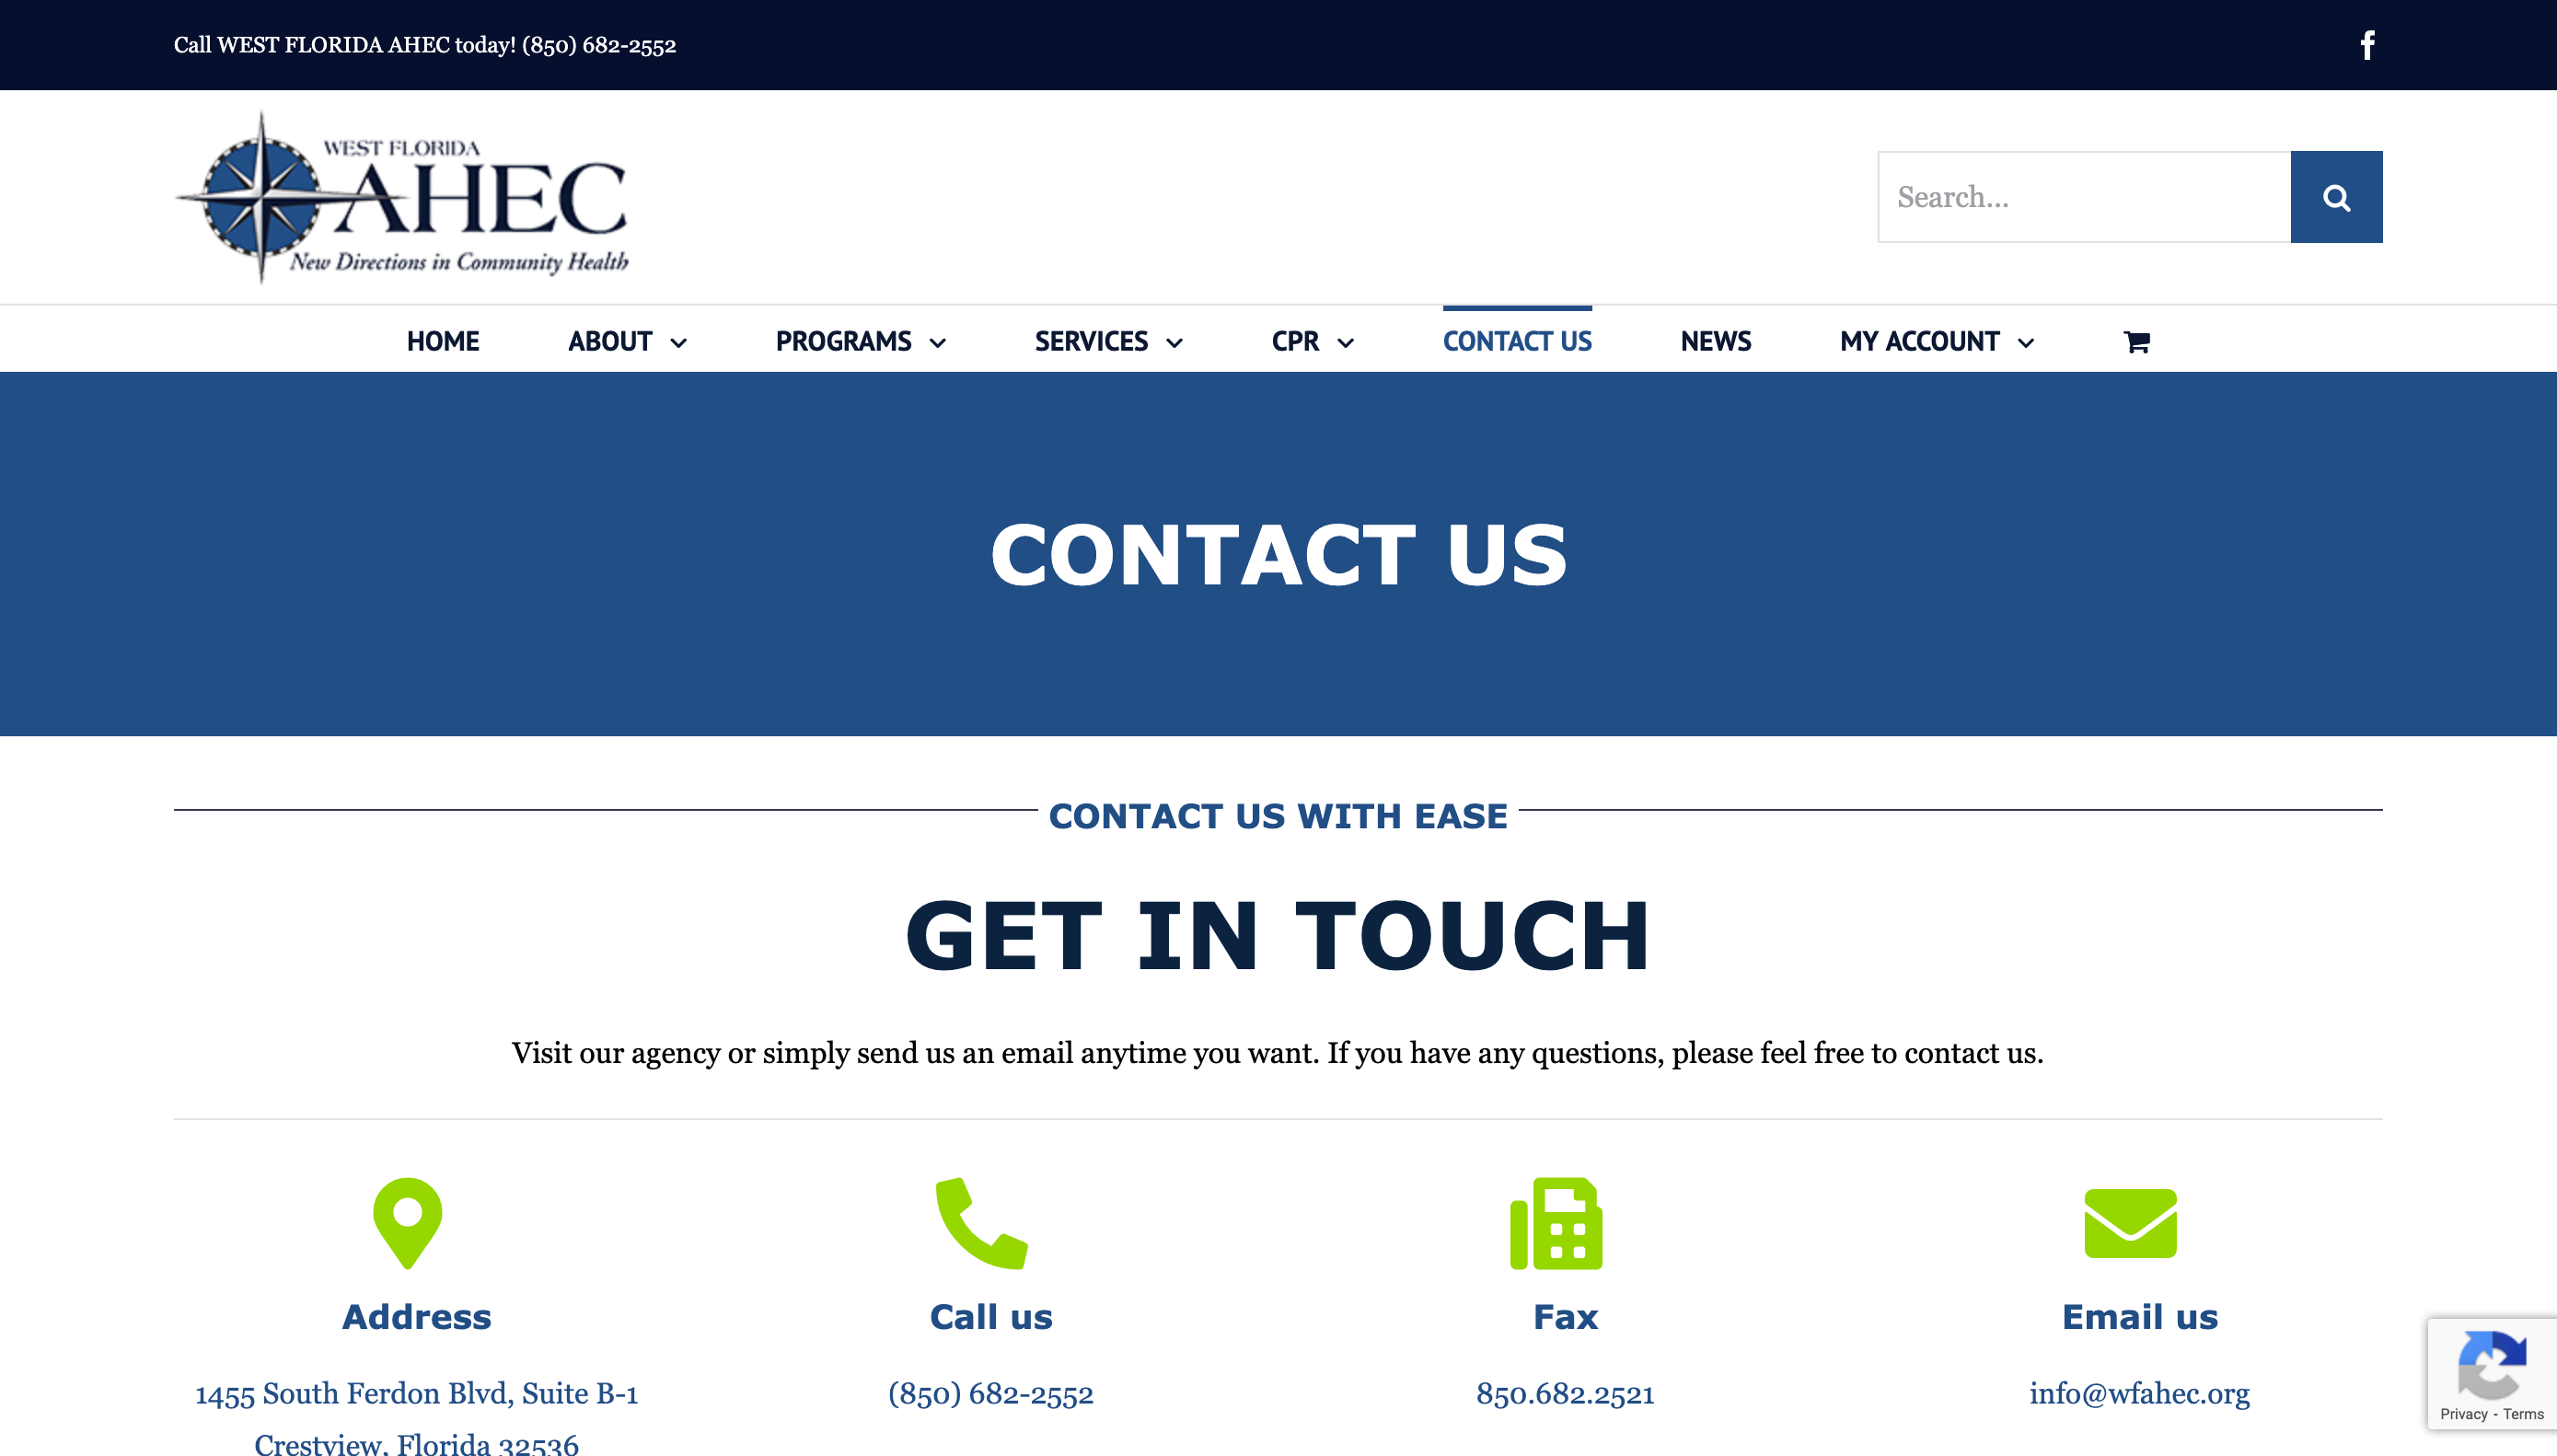 Call WEST FLORIDA AHEC today! (850) 682-2552
WEST FLORIDA
AHEC
New Directions in Community Health
Search...
HOME ABOUT PROGRAMS SERVICES CPR CONTACT US NEWS MY ACCOUNT
CONTACT US
CONTACT US WITH EASE
GET IN TOUCH
Visit our agency or simply send us an email anytime you want. If you have any questions, please feel free to contact us.
Address
1455 South Ferdon Blvd, Suite B-1
Crestview, Florida 32536
Call us
(850) 682-2552
Fax
850.682.2521
Email us
info@wfahec.org
Privacy - Terms